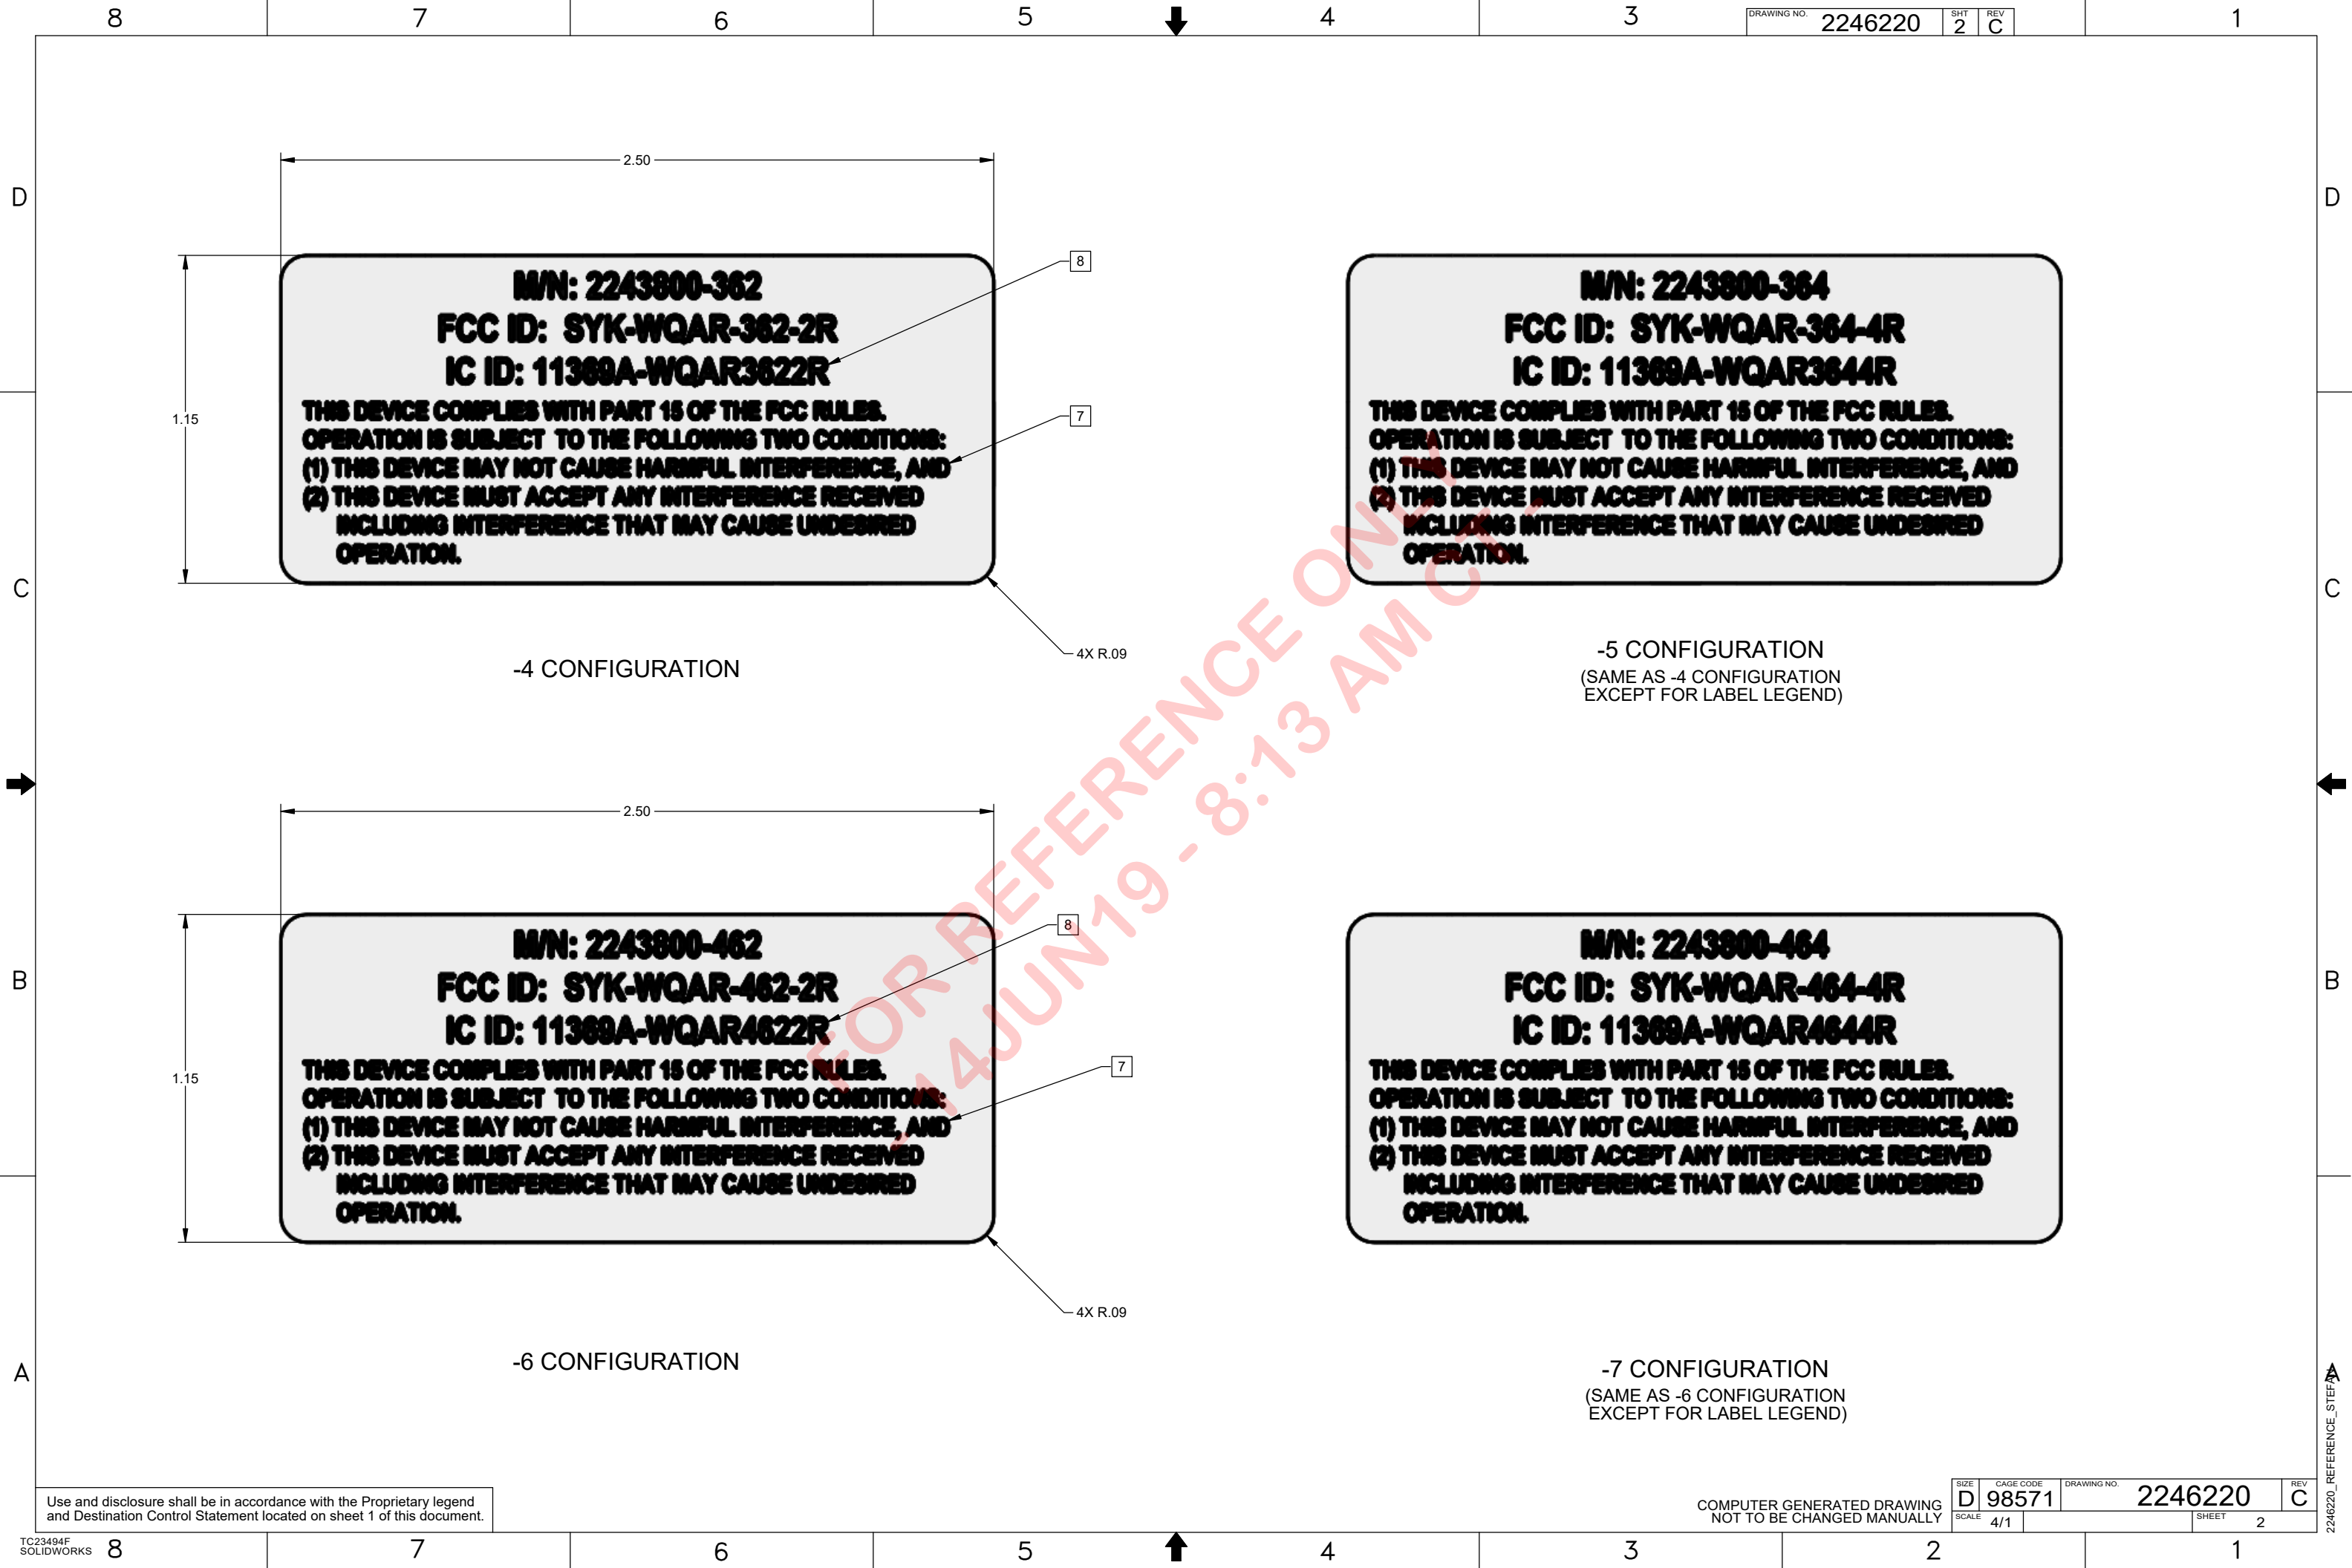 8 7 6 5 4 3 1
DRAWING NO. 2246220 SHT 2 REV C
D D
2.50
8
M/N: 2243800-362
FCC ID: SYK-WQAR-362-2R
IC ID: 11369A-WQAR3622R
THIS DEVICE COMPLIES WITH PART 15 OF THE FCC RULES.
OPERATION IS SUBJECT TO THE FOLLOWING TWO CONDITIONS:
(1) THIS DEVICE MAY NOT CAUSE HARMFUL INTERFERENCE, AND
(2) THIS DEVICE MUST ACCEPT ANY INTERFERENCE RECEIVED
INCLUDING INTERFERENCE THAT MAY CAUSE UNDESIRED
OPERATION.
7
1.15
4X R.09
-4 CONFIGURATION
M/N: 2243800-364
FCC ID: SYK-WQAR-364-4R
IC ID: 11369A-WQAR3644R
THIS DEVICE COMPLIES WITH PART 15 OF THE FCC RULES.
OPERATION IS SUBJECT TO THE FOLLOWING TWO CONDITIONS:
(1) THIS DEVICE MAY NOT CAUSE HARMFUL INTERFERENCE, AND
(2) THIS DEVICE MUST ACCEPT ANY INTERFERENCE RECEIVED
INCLUDING INTERFERENCE THAT MAY CAUSE UNDESIRED
OPERATION.
-5 CONFIGURATION
(SAME AS -4 CONFIGURATION
EXCEPT FOR LABEL LEGEND)
C C
FOR REFERENCE ONLY
- 14JUN19 - 8:13 AM CT -
2.50
8
M/N: 2243800-462
FCC ID: SYK-WQAR-462-2R
IC ID: 11369A-WQAR4622R
THIS DEVICE COMPLIES WITH PART 15 OF THE FCC RULES.
OPERATION IS SUBJECT TO THE FOLLOWING TWO CONDITIONS:
(1) THIS DEVICE MAY NOT CAUSE HARMFUL INTERFERENCE, AND
(2) THIS DEVICE MUST ACCEPT ANY INTERFERENCE RECEIVED
INCLUDING INTERFERENCE THAT MAY CAUSE UNDESIRED
OPERATION.
7
1.15
4X R.09
-6 CONFIGURATION
M/N: 2243800-464
FCC ID: SYK-WQAR-464-4R
IC ID: 11369A-WQAR4644R
THIS DEVICE COMPLIES WITH PART 15 OF THE FCC RULES.
OPERATION IS SUBJECT TO THE FOLLOWING TWO CONDITIONS:
(1) THIS DEVICE MAY NOT CAUSE HARMFUL INTERFERENCE, AND
(2) THIS DEVICE MUST ACCEPT ANY INTERFERENCE RECEIVED
INCLUDING INTERFERENCE THAT MAY CAUSE UNDESIRED
OPERATION.
-7 CONFIGURATION
(SAME AS -6 CONFIGURATION
EXCEPT FOR LABEL LEGEND)
B B
A A
Use and disclosure shall be in accordance with the Proprietary legend
and Destination Control Statement located on sheet 1 of this document.
COMPUTER GENERATED DRAWING
NOT TO BE CHANGED MANUALLY
SIZE D CAGE CODE 98571 DRAWING NO. 2246220 REV C
SCALE 4/1 SHEET 2
TC23494F
SOLIDWORKS
8 7 6 5 4 3 2 1